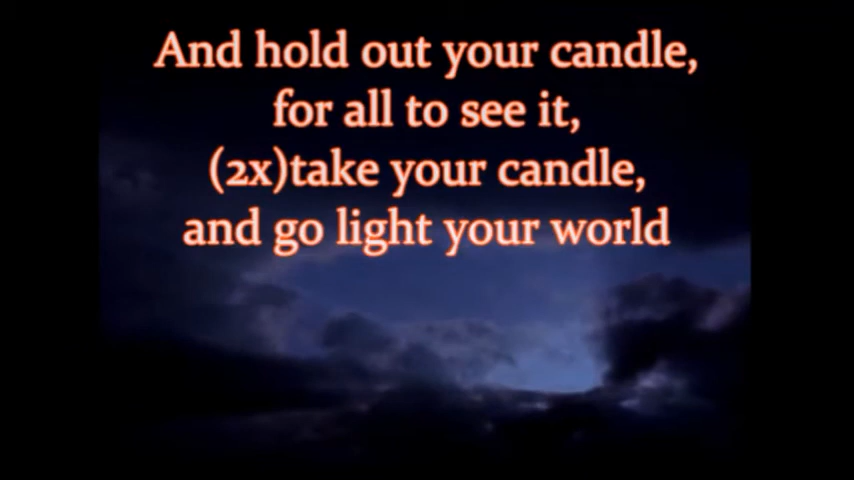 And hold out your candle,
for all to see it,
(2x)take your candle,
and go light your world